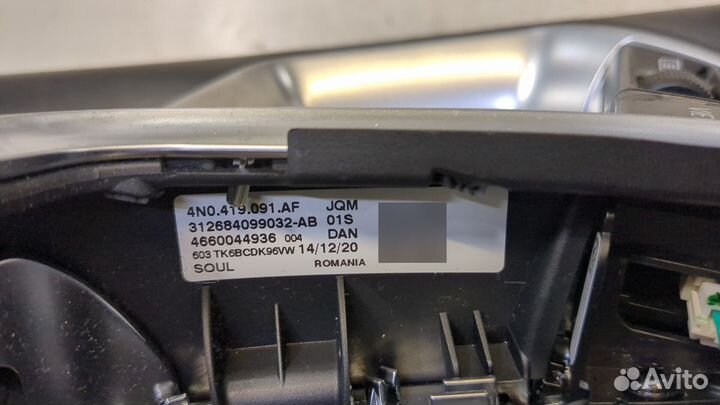 4N0.419.091.AF JQM
312684099032-AB 01S
4660044936 004 DAN
603 TK6BCDK96VW 14/12/20
SOUL ROMANIA
Avito